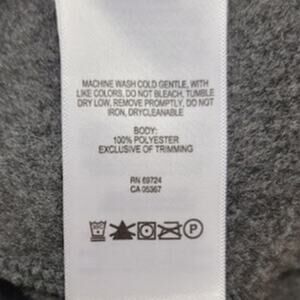 MACHINE WASH COLD GENTLE, WITH
LIKE COLORS, DO NOT BLEACH, TUMBLE
DRY LOW, REMOVE PROMPTLY, DO NOT
IRON, DRYCLEANABLE
BODY:
100% POLYESTER
EXCLUSIVE OF TRIMMING
RN 69724
CA 05367
P